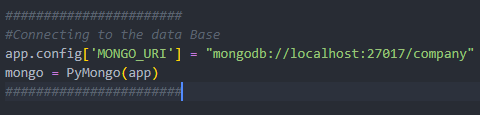 #######################
#Connecting to the data Base
app.config['MONGO_URI'] = "mongodb://localhost:27017/company"
mongo = PyMongo(app)
#######################